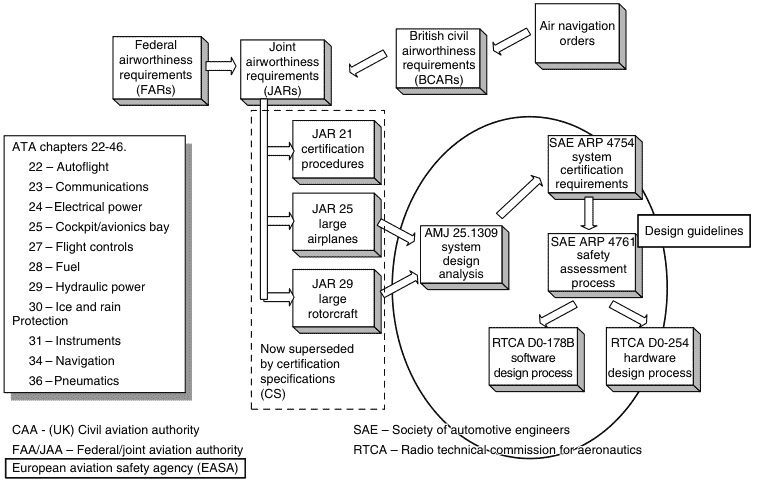 Federal
airworthiness
requirements
(FARs)
Joint
airworthiness
requirements
(JARs)
British civil
airworthiness
requirements
(BCARs)
Air navigation
orders
ATA chapters 22-46.
22 – Autoflight
23 – Communications
24 – Electrical power
25 – Cockpit/avionics bay
27 – Flight controls
28 – Fuel
29 – Hydraulic power
30 – Ice and rain
Protection
31 – Instruments
34 – Navigation
36 – Pneumatics
JAR 21
certification
procedures
JAR 25
large
airplanes
JAR 29
large
rotorcraft
Now superseded
by certification
specifications
(CS)
AMJ 25.1309
system
design
analysis
SAE ARP 4754
system
certification
requirements
SAE ARP 4761
safety
assessment
process
Design guidelines
RTCA D0-178B
software
design process
RTCA D0-254
hardware
design process
CAA - (UK) Civil aviation authority
FAA/JAA – Federal/joint aviation authority
European aviation safety agency (EASA)
SAE – Society of automotive engineers
RTCA – Radio technical commission for aeronautics